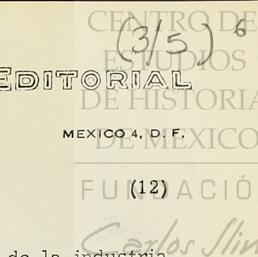 CENTRO DE
(3/5) 6
ESTUDIOS
EDITORIAL
DE HISTORIA
MEXICO 4, D. F.
DE MEXICO
FUNDACIÓ
(12)
Carlos Slim
de la industria